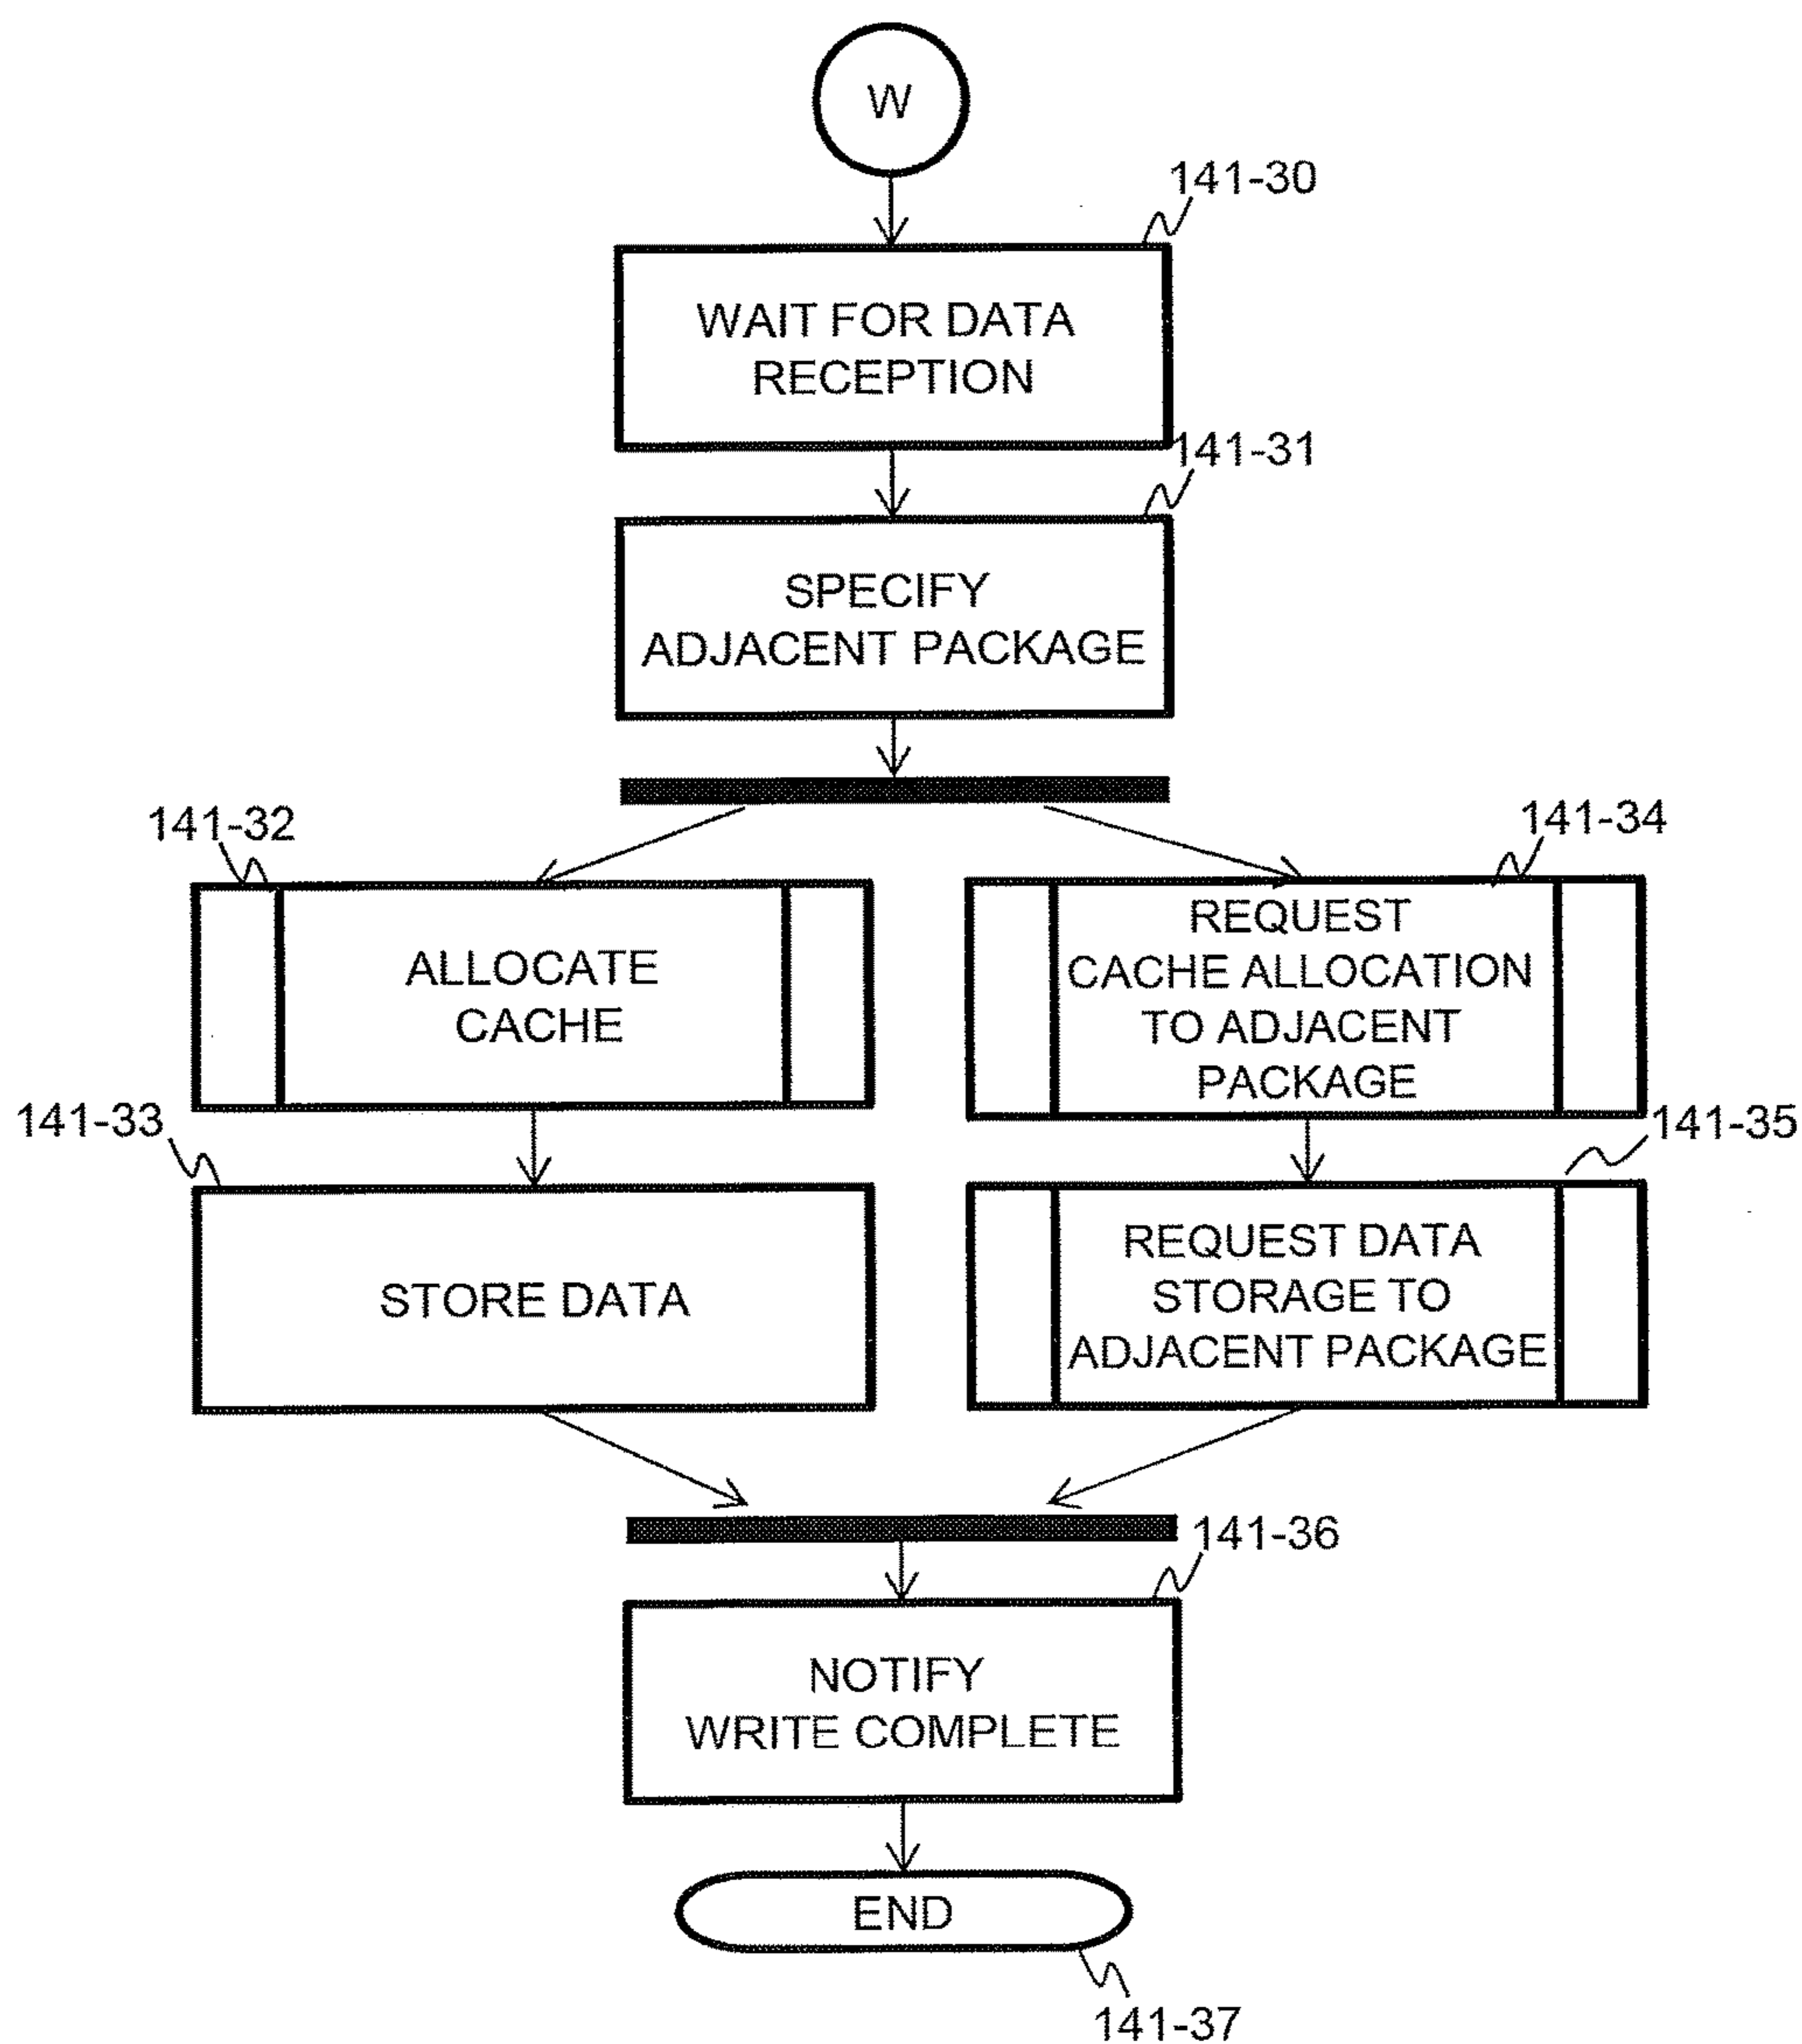 W
141-30
WAIT FOR DATA
RECEPTION
141-31
SPECIFY
ADJACENT PACKAGE
141-32
141-34
ALLOCATE
CACHE
REQUEST
CACHE ALLOCATION
TO ADJACENT
PACKAGE
141-33
141-35
STORE DATA
REQUEST DATA
STORAGE TO
ADJACENT PACKAGE
141-36
NOTIFY
WRITE COMPLETE
END
141-37